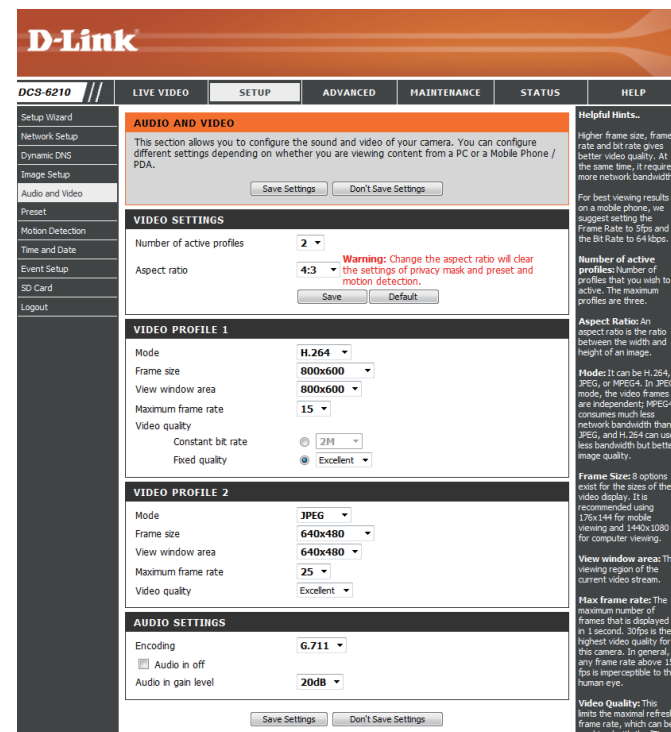 D-Link
DCS-6210 // LIVE VIDEO SETUP ADVANCED MAINTENANCE STATUS HELP
Setup Wizard
Network Setup
Dynamic DNS
Image Setup
Audio and Video
Preset
Motion Detection
Time and Date
Event Setup
SD Card
Logout
AUDIO AND VIDEO
This section allows you to configure the sound and video of your camera. You can configure
different settings depending on whether you are viewing content from a PC or a Mobile Phone /
PDA.
Save Settings Don't Save Settings
VIDEO SETTINGS
Number of active profiles 2
Aspect ratio 4:3
Warning: Change the aspect ratio will clear
the settings of privacy mask and preset and
motion detection.
Save Default
VIDEO PROFILE 1
Mode H.264
Frame size 800x600
View window area 800x600
Maximum frame rate 15
Video quality
Constant bit rate 2M
Fixed quality Excellent
VIDEO PROFILE 2
Mode JPEG
Frame size 640x480
View window area 640x480
Maximum frame rate 25
Video quality Excellent
AUDIO SETTINGS
Encoding G.711
Audio in off
Audio in gain level 20dB
Save Settings Don't Save Settings
Helpful Hints..
Higher frame size, frame
rate and bit rate gives
better video quality. At
the same time, it require
more network bandwidth
For best viewing results
on a mobile phone, we
suggest setting the
Frame Rate to 5fps and
the Bit Rate to 64 kbps.
Number of active
profiles: Number of
profiles that you wish to
active. The maximum
profiles are three.
Aspect Ratio: An
aspect ratio is the ratio
between the width and
height of an image.
Mode: It can be H.264,
JPEG, or MPEG4. In JPEG
mode, the video frames
are independent; MPEG4
consumes much less
network bandwidth than
JPEG, and H.264 can use
less bandwidth but bette
image quality.
Frame Size: 8 options
exist for the sizes of the
video display. It is
recommended using
176x144 for mobile
viewing and 1440x1080
for computer viewing.
View window area: Th
viewing region of the
current video stream.
Max frame rate: The
maximum number of
frames that is displayed
in 1 second. 30fps is the
highest video quality for
this camera. In general,
any frame rate above 15
fps is imperceptible to th
human eye.
Video Quality: This
limits the maximal refresh
frame rate, which can be